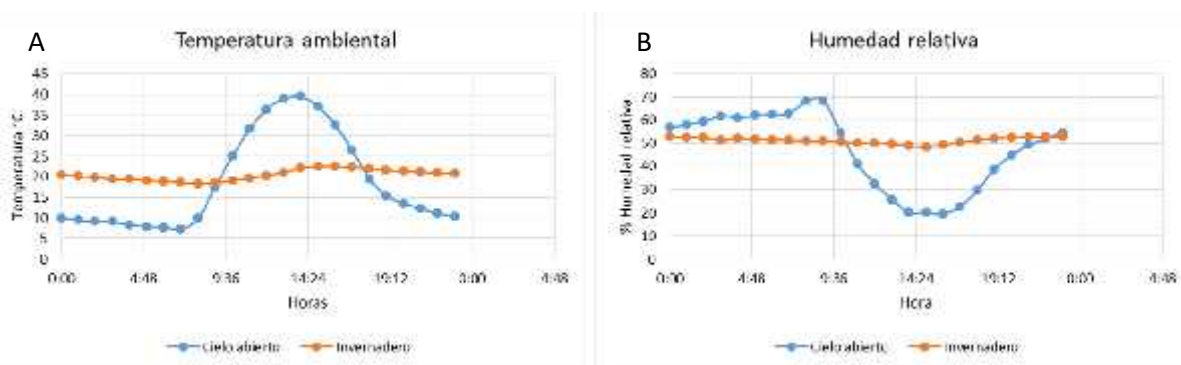 A
Temperatura ambiental
45
40
35
30
25
20
15
10
5
0
Temperatura °C
0:00 4:48 9:36 14:24 19:12 0:00 4:48
Horas
Cielo abierto Invernadero
B
Humedad relativa
80
70
60
50
40
30
20
10
0
% Humedad relativa
0:00 4:48 9:36 14:24 19:12 0:00 4:48
Hora
Cielo abierto Invernadero